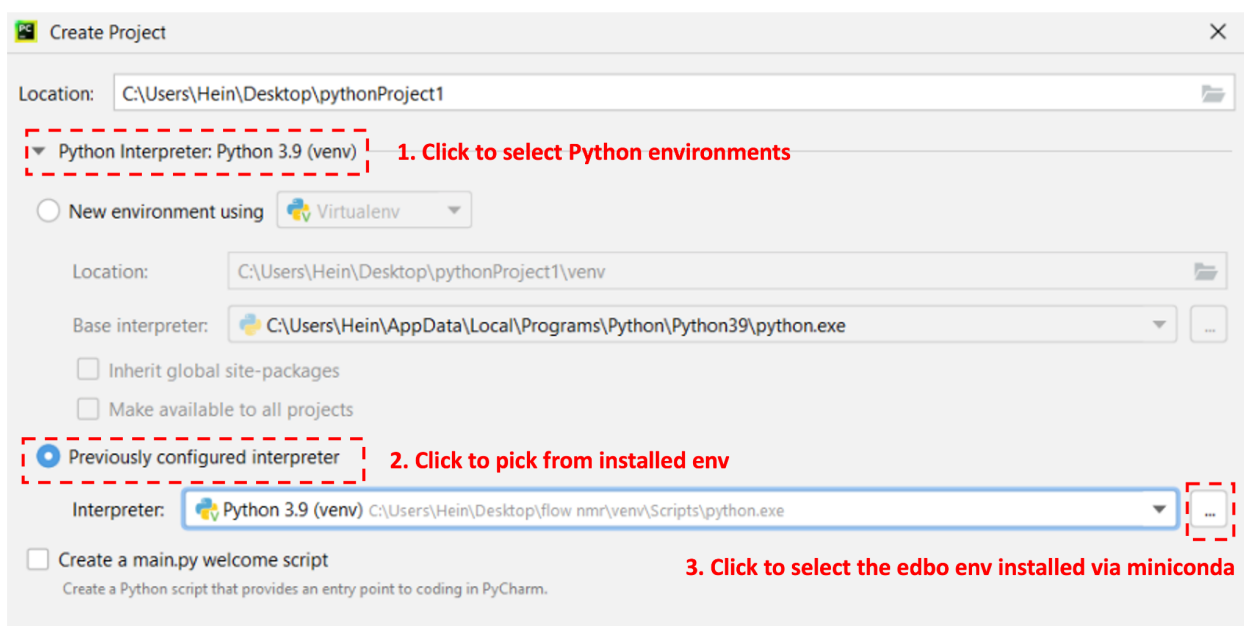 Create Project
Location: C:\Users\Hein\Desktop\pythonProject1
Python Interpreter: Python 3.9 (venv) 1. Click to select Python environments
New environment using Virtualenv
Location: C:\Users\Hein\Desktop\pythonProject1\venv
Base interpreter: C:\Users\Hein\AppData\Local\Programs\Python\Python39\python.exe ...
Inherit global site-packages
Make available to all projects
Previously configured interpreter 2. Click to pick from installed env
Interpreter: Python 3.9 (venv) C:\Users\Hein\Desktop\flow nmr\venv\Scripts\python.exe ...
Create a main.py welcome script
3. Click to select the edbo env installed via miniconda
Create a Python script that provides an entry point to coding in PyCharm.